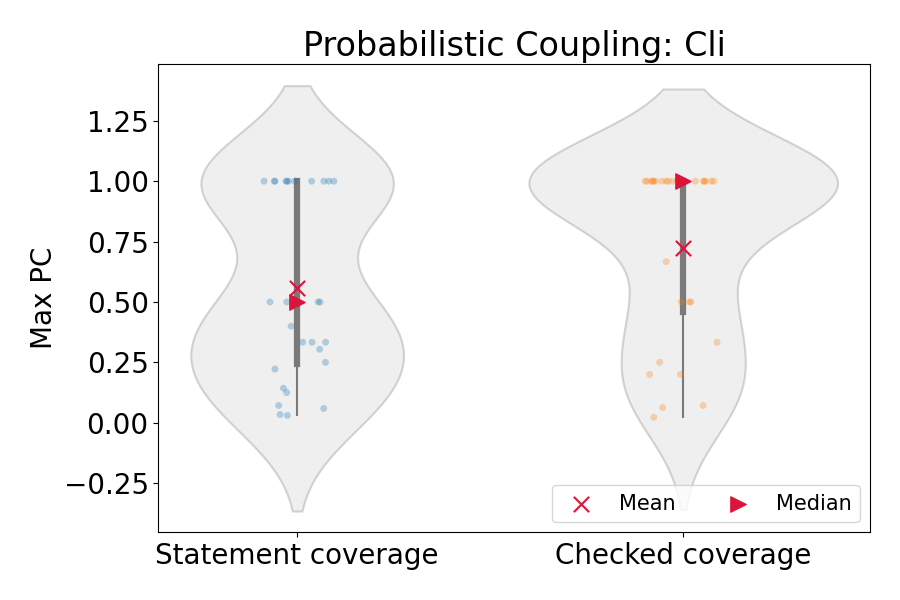 Probabilistic Coupling: Cli
Max PC
1.25
1.00
0.75
0.50
0.25
0.00
−0.25
Mean
Median
Statement coverage
Checked coverage